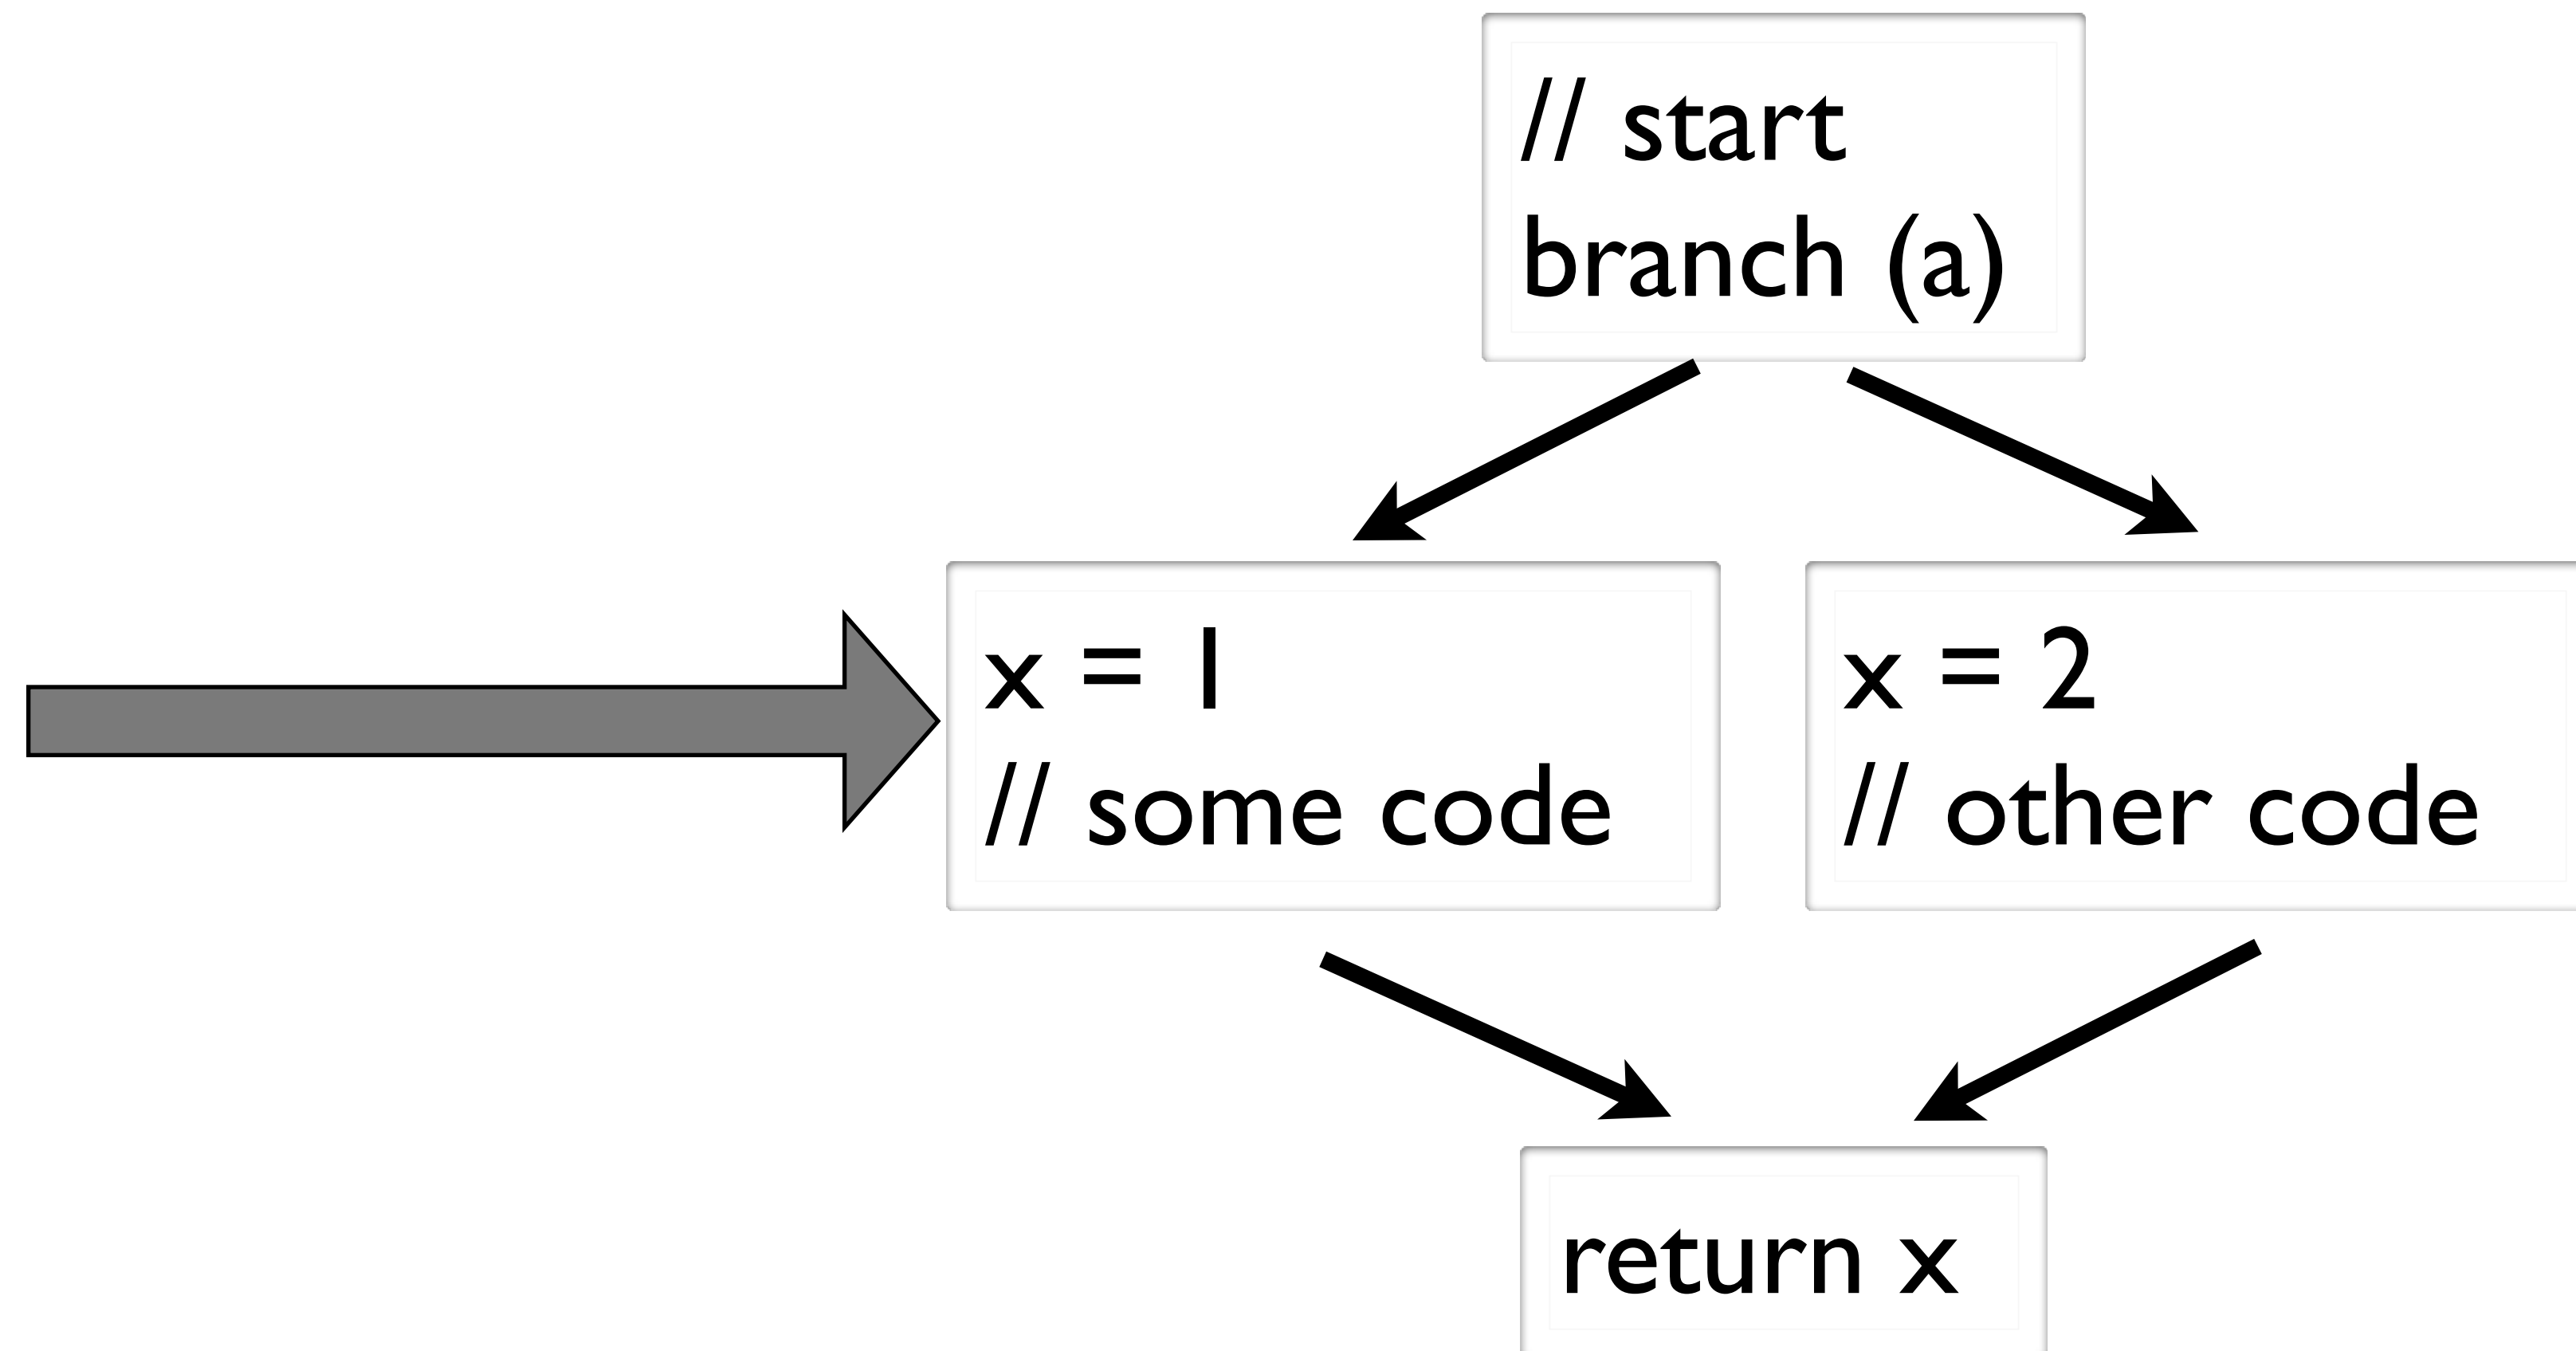 // start
branch (a)
x = 1
// some code
x = 2
// other code
return x